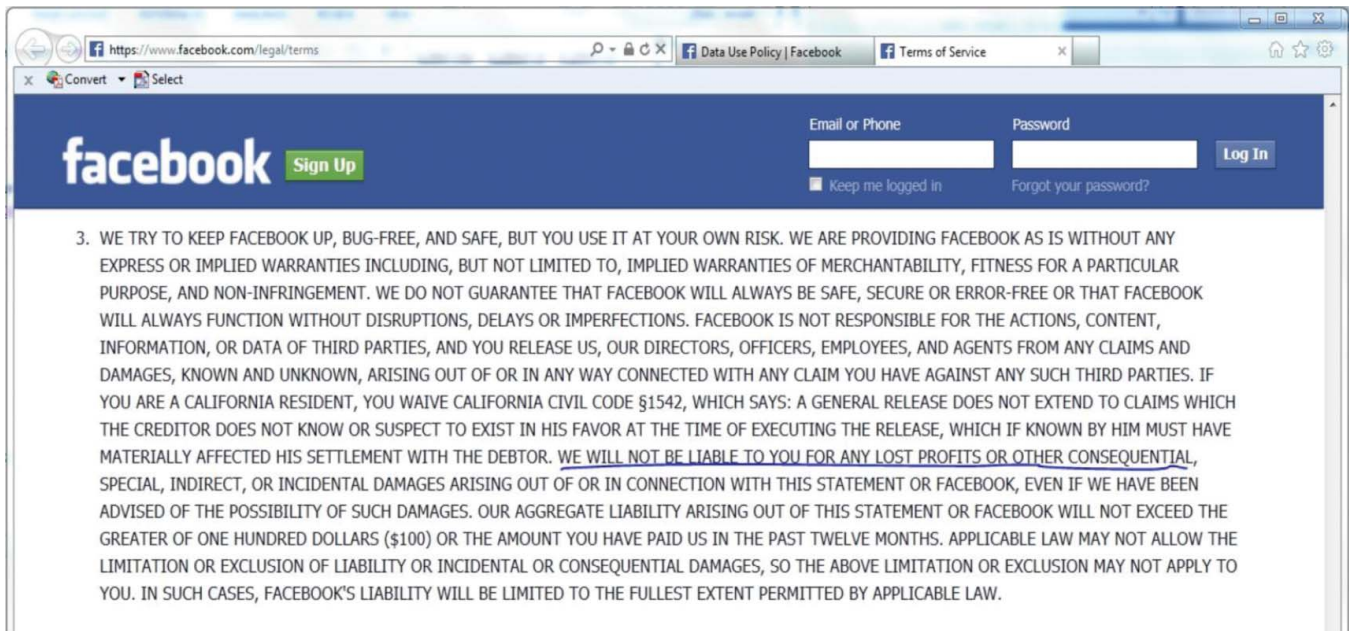 https://www.facebook.com/legal/terms
Data Use Policy | Facebook
Terms of Service
x Convert Select
Email or Phone
Password
facebook
Sign Up
Log In
Keep me logged in
Forgot your password?
3. WE TRY TO KEEP FACEBOOK UP, BUG-FREE, AND SAFE, BUT YOU USE IT AT YOUR OWN RISK. WE ARE PROVIDING FACEBOOK AS IS WITHOUT ANY
EXPRESS OR IMPLIED WARRANTIES INCLUDING, BUT NOT LIMITED TO, IMPLIED WARRANTIES OF MERCHANTABILITY, FITNESS FOR A PARTICULAR
PURPOSE, AND NON-INFRINGEMENT. WE DO NOT GUARANTEE THAT FACEBOOK WILL ALWAYS BE SAFE, SECURE OR ERROR-FREE OR THAT FACEBOOK
WILL ALWAYS FUNCTION WITHOUT DISRUPTIONS, DELAYS OR IMPERFECTIONS. FACEBOOK IS NOT RESPONSIBLE FOR THE ACTIONS, CONTENT,
INFORMATION, OR DATA OF THIRD PARTIES, AND YOU RELEASE US, OUR DIRECTORS, OFFICERS, EMPLOYEES, AND AGENTS FROM ANY CLAIMS AND
DAMAGES, KNOWN AND UNKNOWN, ARISING OUT OF OR IN ANY WAY CONNECTED WITH ANY CLAIM YOU HAVE AGAINST ANY SUCH THIRD PARTIES. IF
YOU ARE A CALIFORNIA RESIDENT, YOU WAIVE CALIFORNIA CIVIL CODE §1542, WHICH SAYS: A GENERAL RELEASE DOES NOT EXTEND TO CLAIMS WHICH
THE CREDITOR DOES NOT KNOW OR SUSPECT TO EXIST IN HIS FAVOR AT THE TIME OF EXECUTING THE RELEASE, WHICH IF KNOWN BY HIM MUST HAVE
MATERIALLY AFFECTED HIS SETTLEMENT WITH THE DEBTOR. WE WILL NOT BE LIABLE TO YOU FOR ANY LOST PROFITS OR OTHER CONSEQUENTIAL,
SPECIAL, INDIRECT, OR INCIDENTAL DAMAGES ARISING OUT OF OR IN CONNECTION WITH THIS STATEMENT OR FACEBOOK, EVEN IF WE HAVE BEEN
ADVISED OF THE POSSIBILITY OF SUCH DAMAGES. OUR AGGREGATE LIABILITY ARISING OUT OF THIS STATEMENT OR FACEBOOK WILL NOT EXCEED THE
GREATER OF ONE HUNDRED DOLLARS ($100) OR THE AMOUNT YOU HAVE PAID US IN THE PAST TWELVE MONTHS. APPLICABLE LAW MAY NOT ALLOW THE
LIMITATION OR EXCLUSION OF LIABILITY OR INCIDENTAL OR CONSEQUENTIAL DAMAGES, SO THE ABOVE LIMITATION OR EXCLUSION MAY NOT APPLY TO
YOU. IN SUCH CASES, FACEBOOK'S LIABILITY WILL BE LIMITED TO THE FULLEST EXTENT PERMITTED BY APPLICABLE LAW.